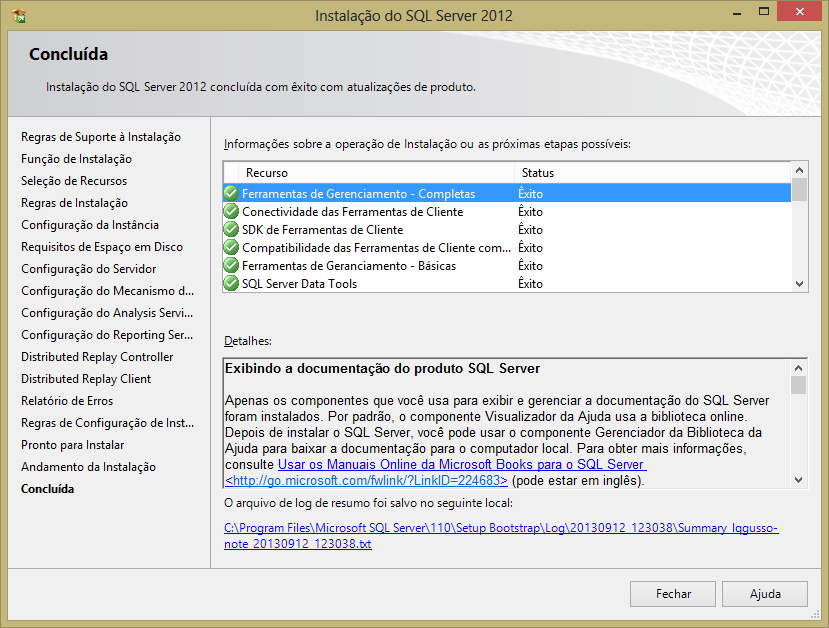 Instalação do SQL Server 2012
Concluída
Instalação do SQL Server 2012 concluída com êxito com atualizações de produto.
Regras de Suporte à Instalação
Função de Instalação
Seleção de Recursos
Regras de Instalação
Configuração da Instância
Requisitos de Espaço em Disco
Configuração do Servidor
Configuração do Mecanismo d...
Configuração do Analysis Servi...
Configuração do Reporting Ser...
Distributed Replay Controller
Distributed Replay Client
Relatório de Erros
Regras de Configuração de Inst...
Pronto para Instalar
Andamento da Instalação
Concluída
Informações sobre a operação de Instalação ou as próximas etapas possíveis:
Recurso Status
Ferramentas de Gerenciamento - Completas Êxito
Conectividade das Ferramentas de Cliente Êxito
SDK de Ferramentas de Cliente Êxito
Compatibilidade das Ferramentas de Cliente com... Êxito
Ferramentas de Geranciamento - Básicas Êxito
SQL Server Data Tools Êxito
Detalhes:
Exibindo a documentação do produto SQL Server
Apenas os componentes que você usa para exibir e gerenciar a documentação do SQL Server
foram instalados. Por padrão, o componente Visualizador da Ajuda usa a biblioteca online.
Depois de instalar o SQL Server, você pode usar o componente Gerenciador da Biblioteca da
Ajuda para baixar a documentação para o computador local. Para obter mais informações,
consulte Usar os Manuais Online da Microsoft Books para o SQL Server
<http://go.microsoft.com/fwlink/?LinkID=224683> (pode estar em inglês).
O arquivo de log de resumo foi salvo no seguinte local:
C:\Program Files\Microsoft SQL Server\110\Setup Bootstrap\Log\20130912_123038\Summary_lqgusso-
note_20130912_123038.txt
Fechar Ajuda